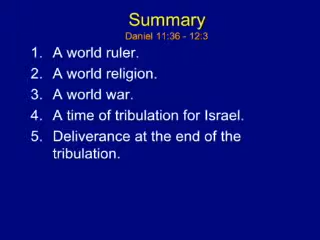 Summary
Daniel 11:36 - 12:3
1. A world ruler.
2. A world religion.
3. A world war.
4. A time of tribulation for Israel.
5. Deliverance at the end of the
tribulation.